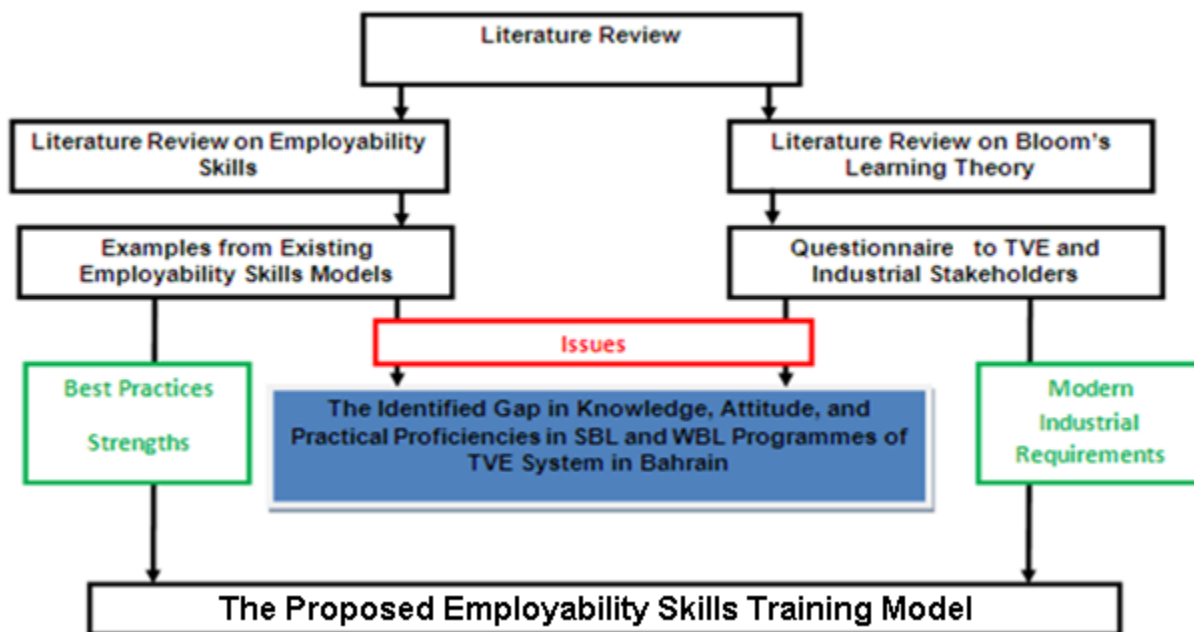 Literature Review
Literature Review on Employability
Skills
Literature Review on Bloom's
Learning Theory
Examples from Existing
Employability Skills Models
Questionnaire to TVE and
Industrial Stakeholders
Issues
Best Practices
Strengths
The Identified Gap in Knowledge, Attitude, and
Practical Proficiencies in SBL and WBL Programmes of
TVE System in Bahrain
Modern
Industrial
Requirements
The Proposed Employability Skills Training Model